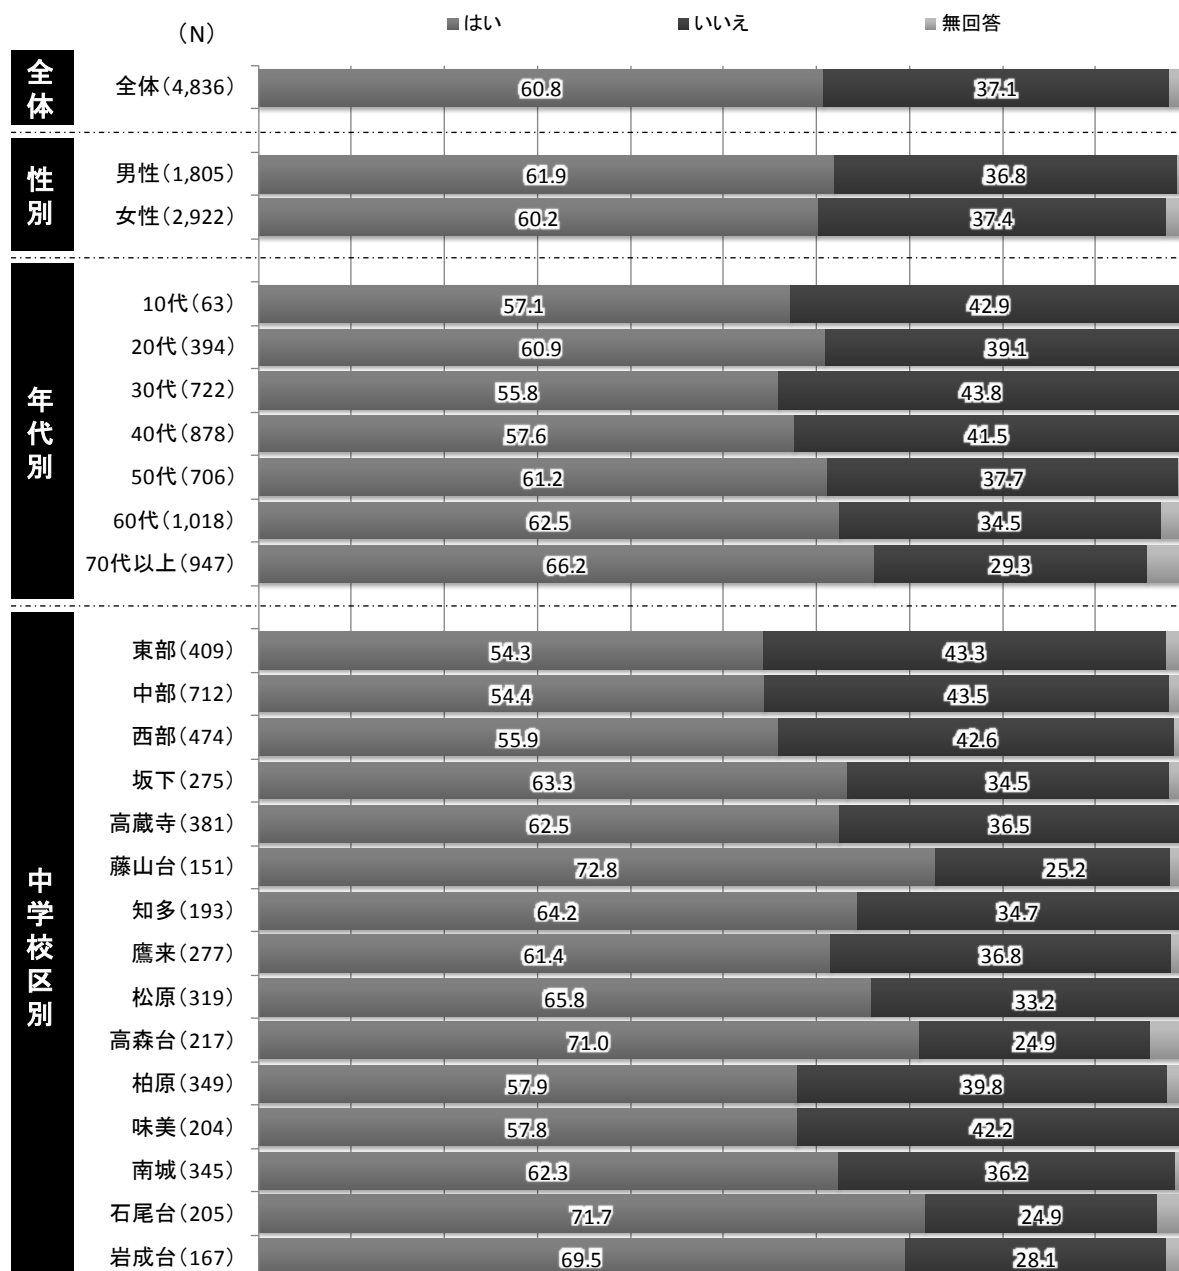 (N)
はい
いいえ
無回答
全体
全体(4,836)
60.8
37.1
性別
男性(1,805)
61.9
36.8
女性(2,922)
60.2
37.4
年代別
10代(63)
57.1
42.9
20代(394)
60.9
39.1
30代(722)
55.8
43.8
40代(878)
57.6
41.5
50代(706)
61.2
37.7
60代(1,018)
62.5
34.5
70代以上(947)
66.2
29.3
中学校区別
東部(409)
54.3
43.3
中部(712)
54.4
43.5
西部(474)
55.9
42.6
坂下(275)
63.3
34.5
高蔵寺(381)
62.5
36.5
藤山台(151)
72.8
25.2
知多(193)
64.2
34.7
鷹来(277)
61.4
36.8
松原(319)
65.8
33.2
高森台(217)
71.0
24.9
柏原(349)
57.9
39.8
味美(204)
57.8
42.2
南城(345)
62.3
36.2
石尾台(205)
71.7
24.9
岩成台(167)
69.5
28.1